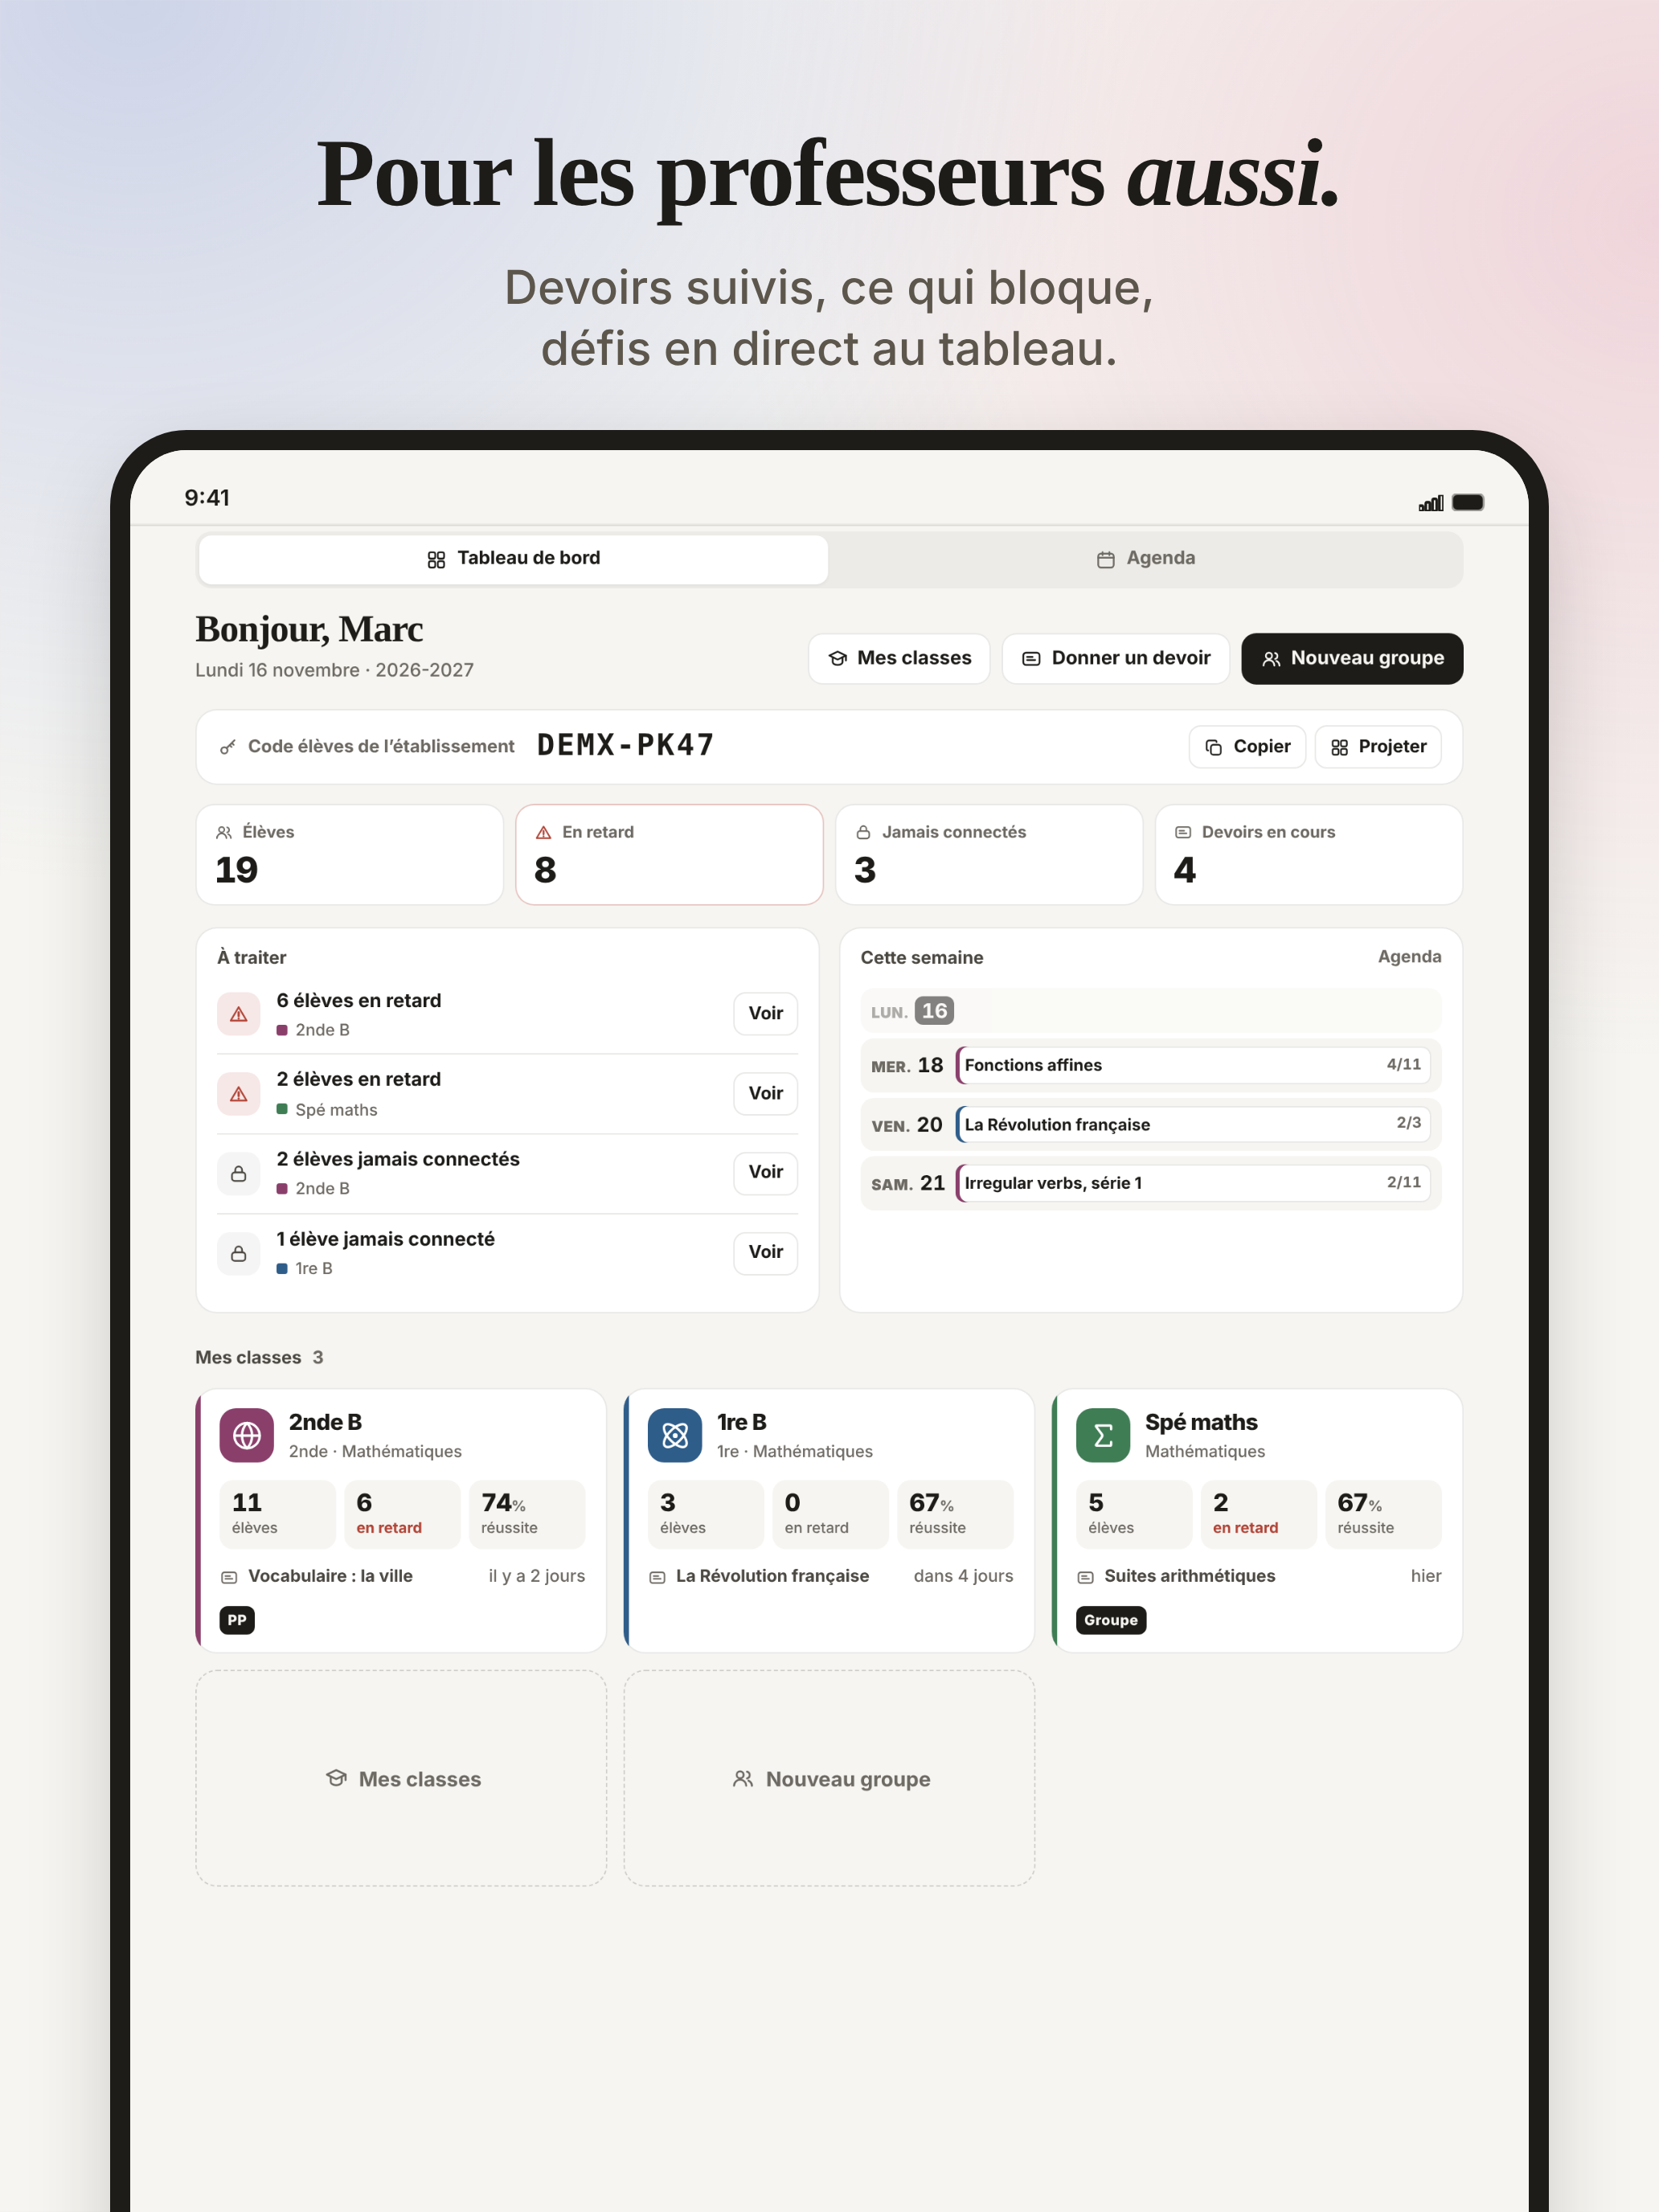 Pour les professeurs aussi.
Devoirs suivis, ce qui bloque,
défis en direct au tableau.
9:41
Tableau de bord
Agenda
Bonjour, Marc
Lundi 16 novembre · 2026-2027
Mes classes
Donner un devoir
Nouveau groupe
Code élèves de l'établissement DEMX-PK47
Copier
Projeter
Élèves
19
En retard
8
Jamais connectés
3
Devoirs en cours
4
À traiter
6 élèves en retard
2nde B
Voir
2 élèves en retard
Spé maths
Voir
2 élèves jamais connectés
2nde B
Voir
1 élève jamais connecté
1re B
Voir
Cette semaine
Agenda
LUN. 16
MER. 18 Fonctions affines 4/11
VEN. 20 La Révolution française 2/3
SAM. 21 Irregular verbs, série 1 2/11
Mes classes 3
2nde B
2nde · Mathématiques
11
élèves
6
en retard
74%
réussite
Vocabulaire : la ville il y a 2 jours
PP
1re B
1re · Mathématiques
3
élèves
0
en retard
67%
réussite
La Révolution française dans 4 jours
Spé maths
Mathématiques
5
élèves
2
en retard
67%
réussite
Suites arithmétiques hier
Groupe
Mes classes
Nouveau groupe